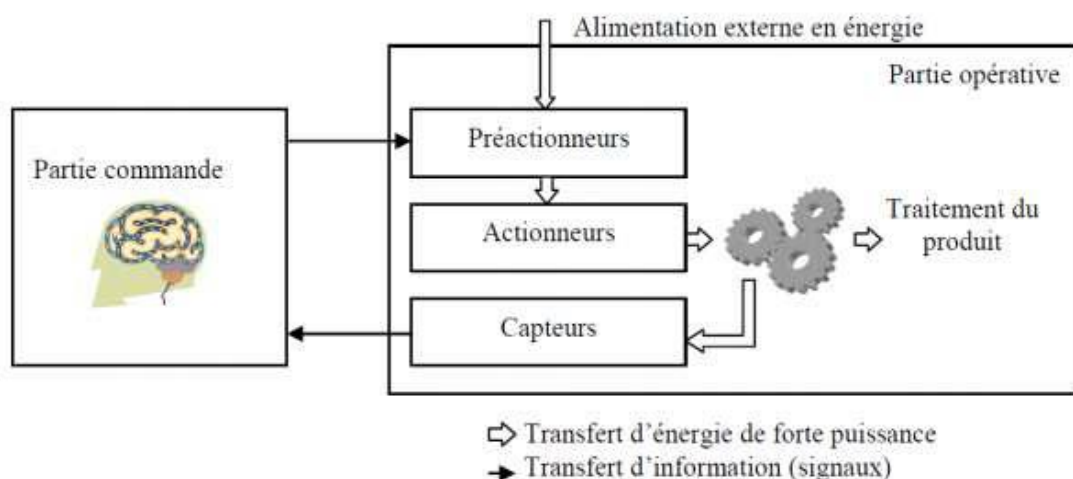 Alimentation externe en énergie
Partie opérative
Préactionneurs
Partie commande
Actionneurs
Traitement du
produit
Capteurs
Transfert d'énergie de forte puissance
Transfert d'information (signaux)